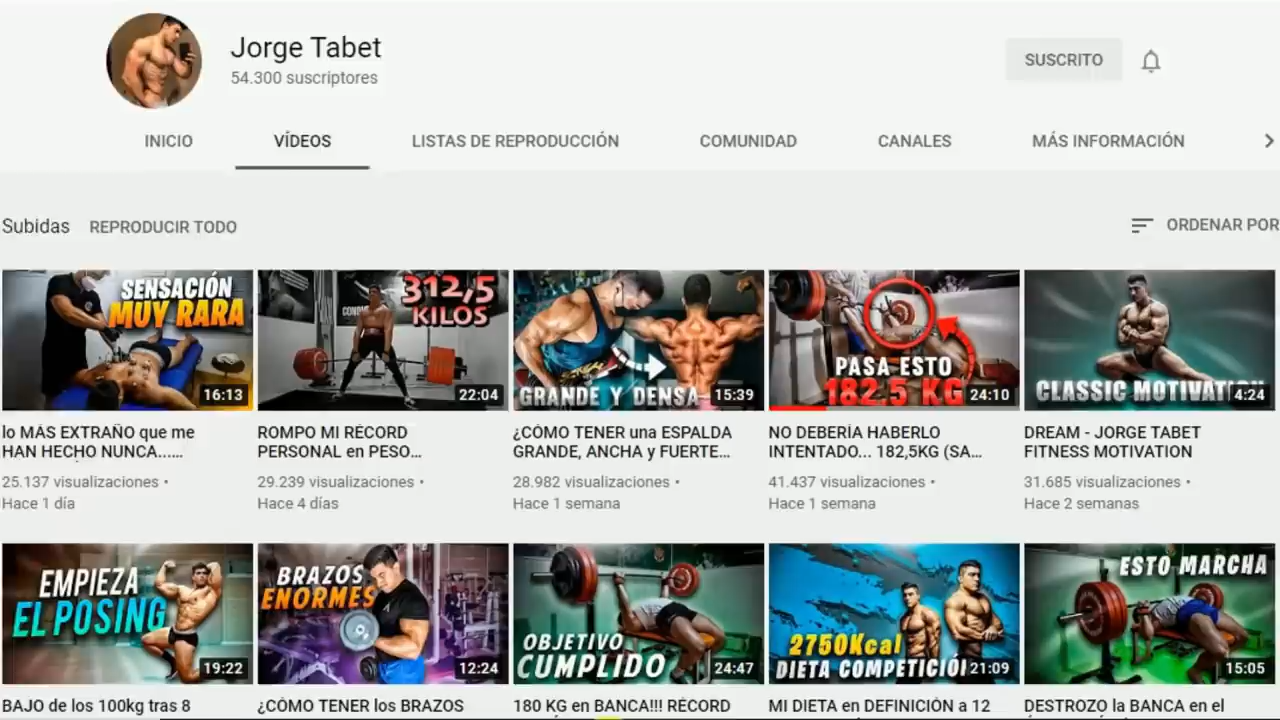 Jorge Tabet
54.300 suscriptores
SUSCRITO
INICIO
VÍDEOS
LISTAS DE REPRODUCCIÓN
COMUNIDAD
CANALES
MÁS INFORMACIÓN
Subidas
REPRODUCIR TODO
ORDENAR POR
SENSACIÓN
MUY RARA
16:13
312,5
KILOS
22:04
GRANDE Y DENSA
15:39
PASA ESTO
182.5 KG
24:10
CLASSIC
4:24
lo MÁS EXTRAÑO que me
HAN HECHO NUNCA......
25.137 visualizaciones •
Hace 1 día
ROMPO MI RÉCORD
PERSONAL en PESO...
29.239 visualizaciones •
Hace 4 días
¿CÓMO TENER una ESPALDA
GRANDE, ANCHA y FUERTE...
28.982 visualizaciones •
Hace 1 semana
NO DEBERÍA HABERLO
INTENTADO... 182,5KG (SA...
41.437 visualizaciones •
Hace 1 semana
DREAM - JORGE TABET
FITNESS MOTIVATION
31.685 visualizaciones •
Hace 2 semanas
EMPIEZA
EL POSING
19:22
BRAZOS
ENORMES
12:24
OBJETIVO
CUMPLIDO
24:47
2750Kcal
DIETA
21:09
ESTO MARCHA
15:05
BAJO de los 100kg tras 8
¿CÓMO TENER los BRAZOS
180 KG en BANCA!!! RÉCORD
MI DIETA en DEFINICIÓN a 12
DESTROZO la BANCA en el